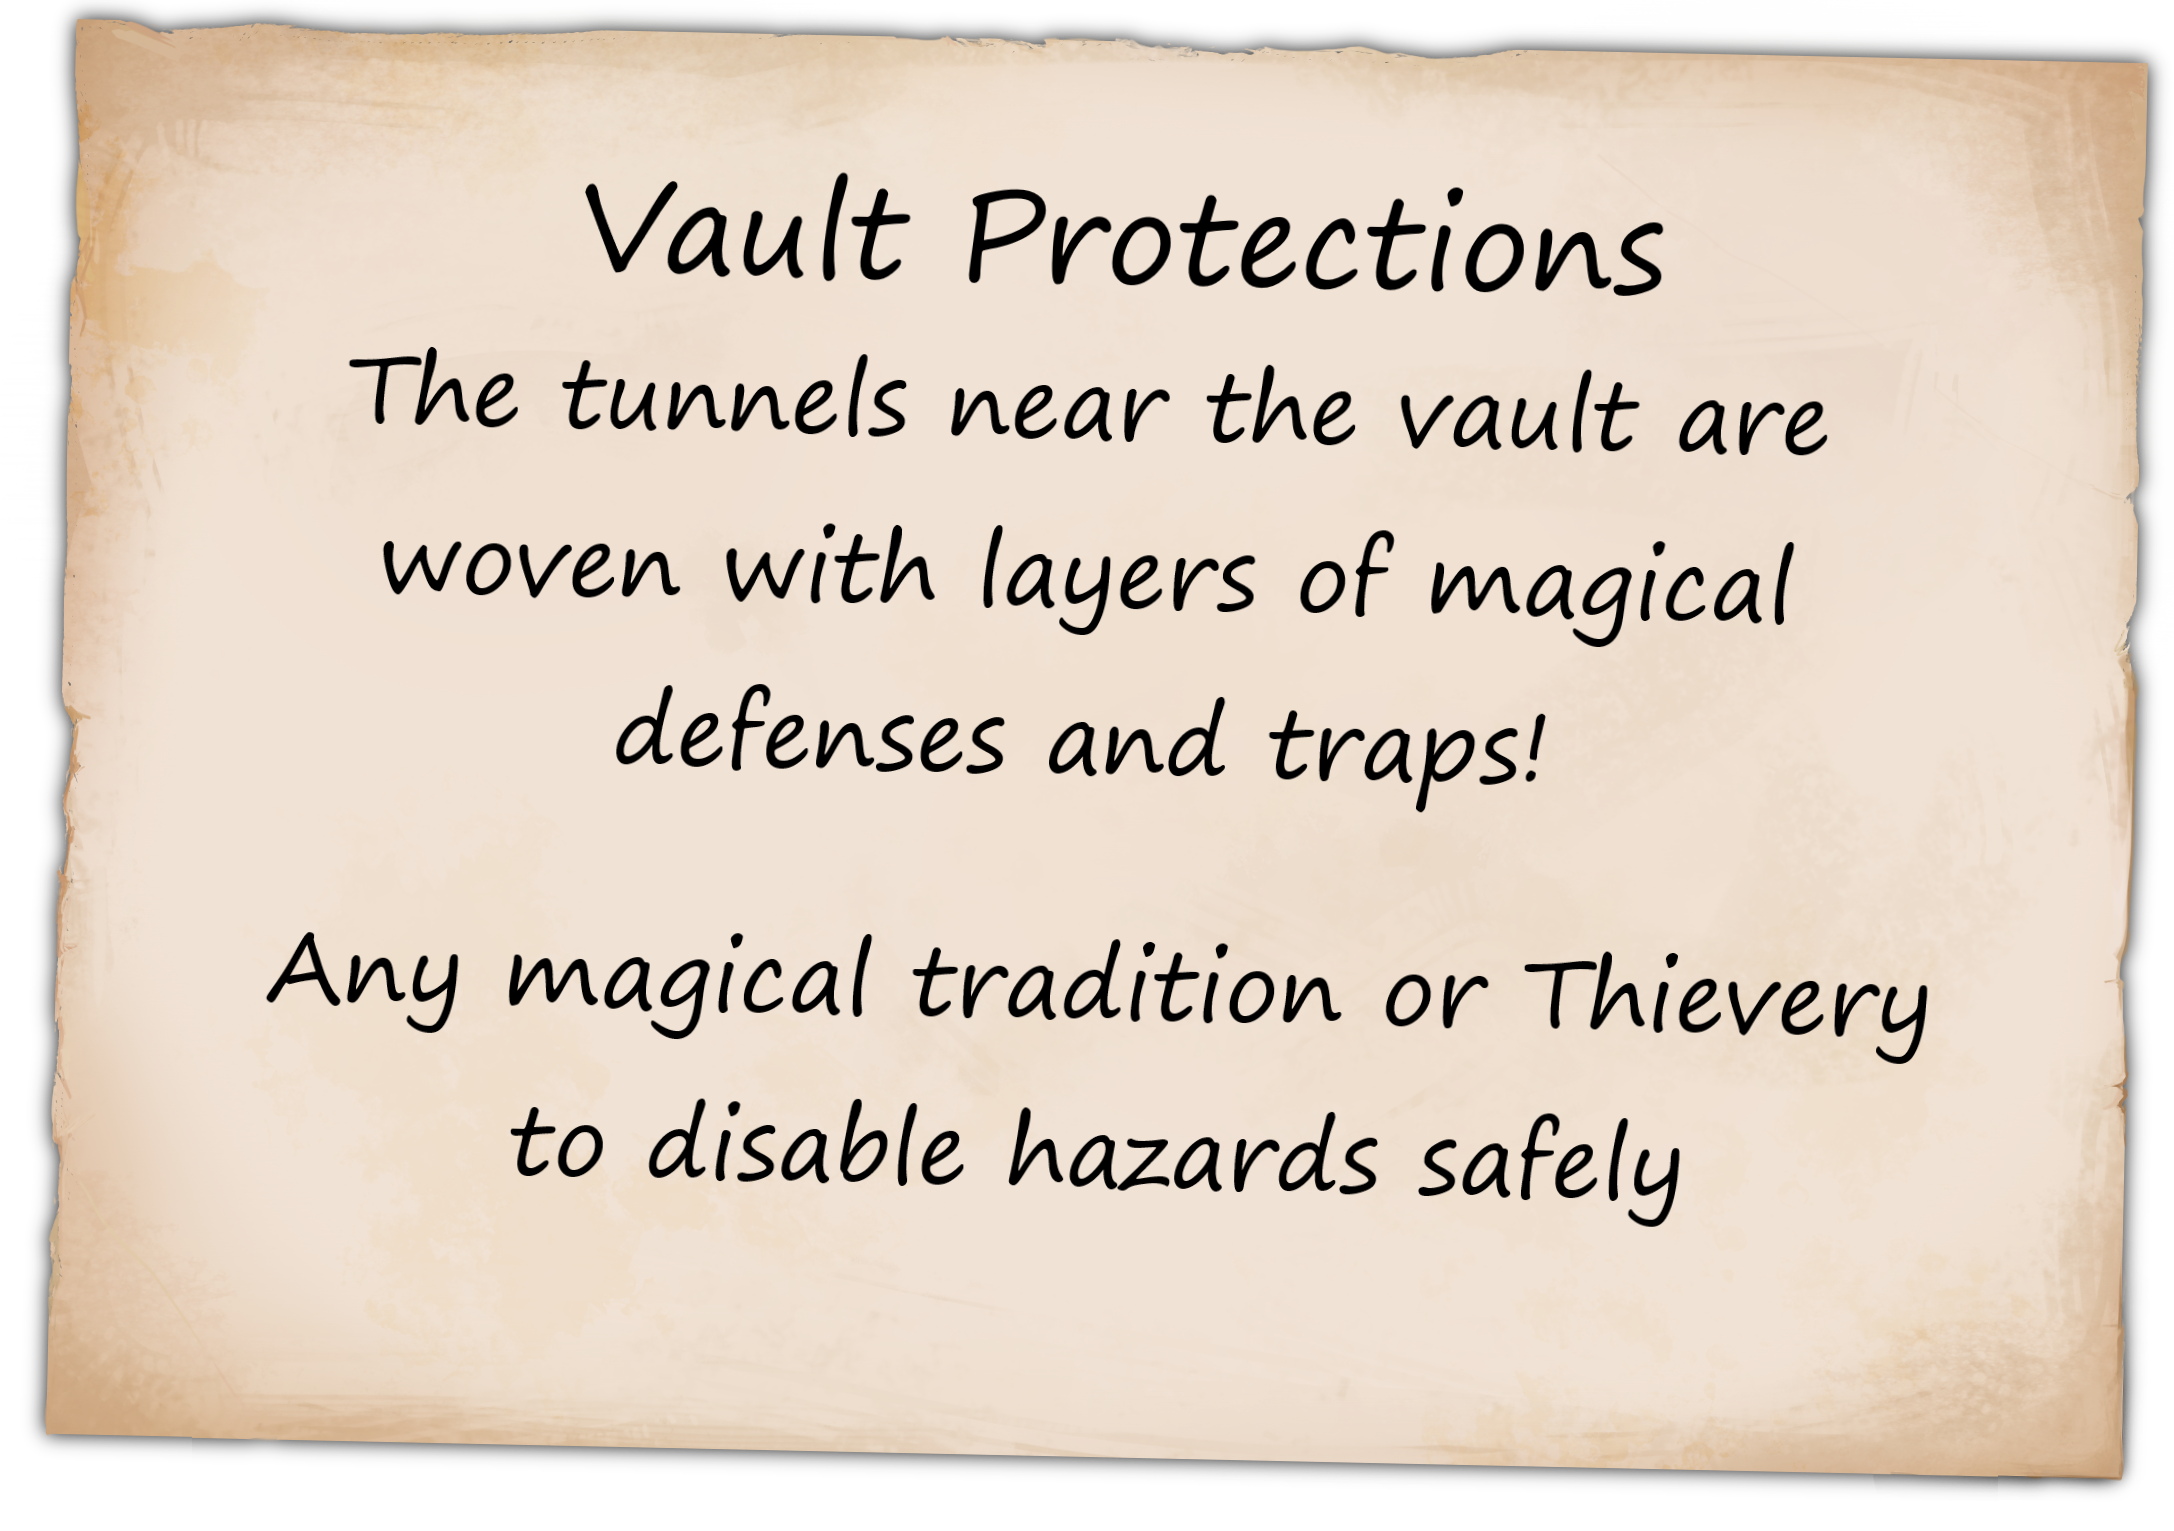 Vault Protections
The tunnels near the vault are
woven with layers of magical
defenses and traps!
Any magical tradition or Thievery
to disable hazards safely